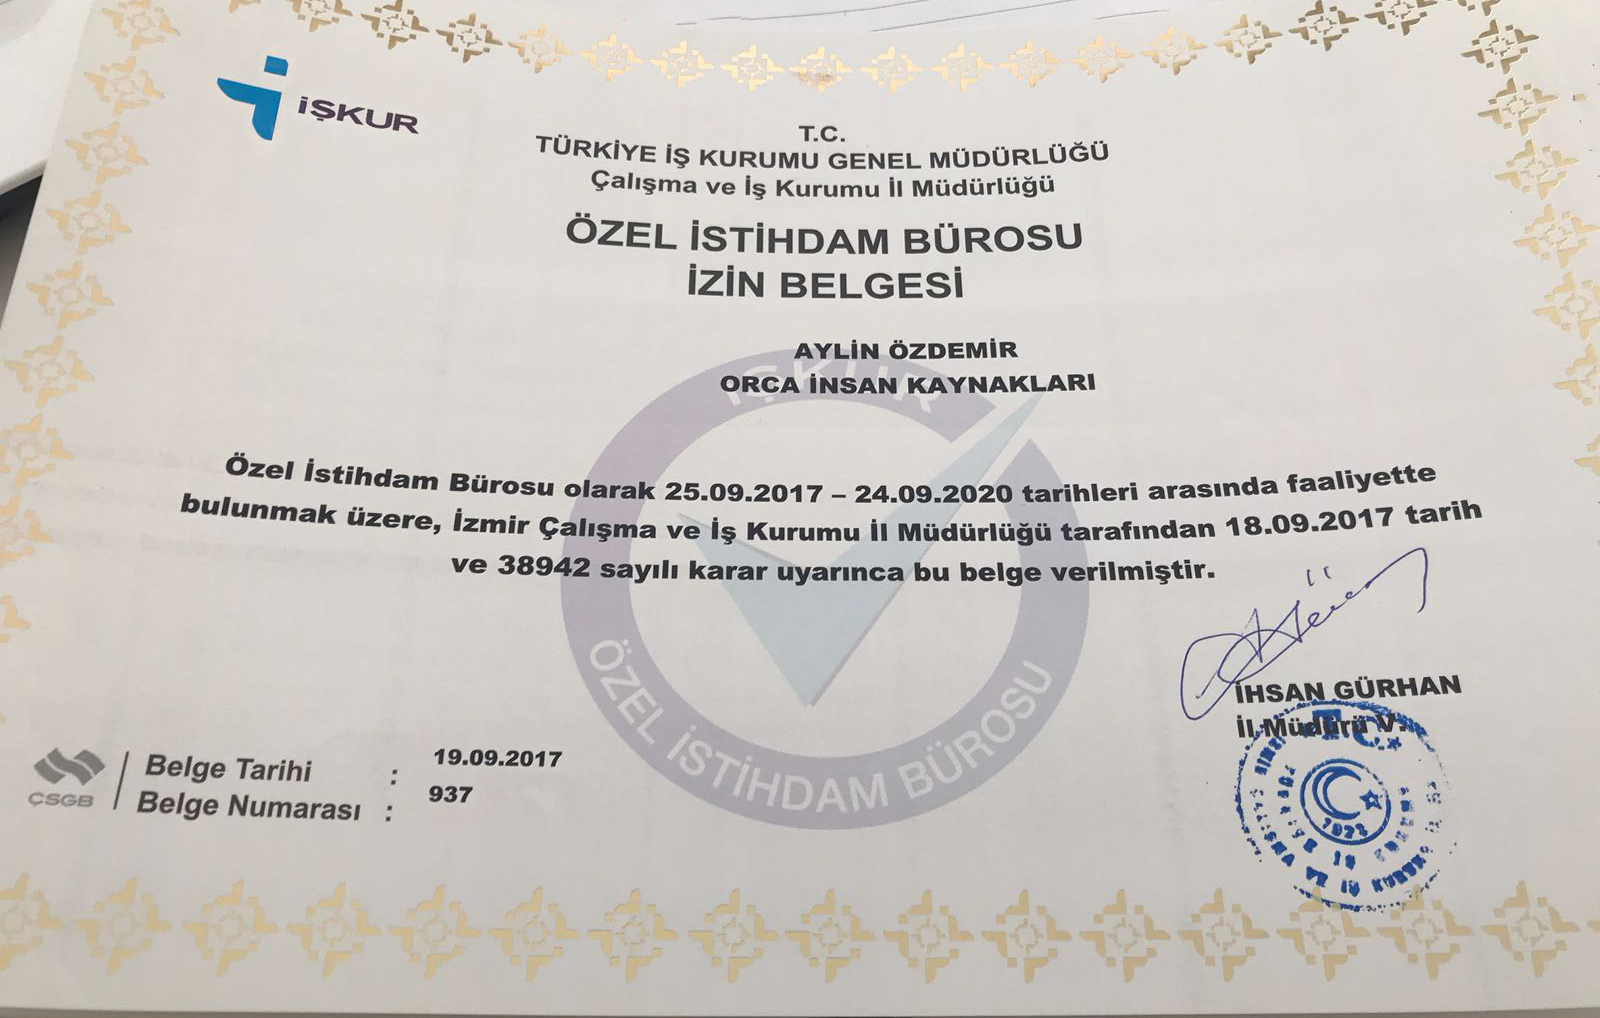 İŞKUR
T.C.
TÜRKİYE İŞ KURUMU GENEL MÜDÜRLÜĞÜ
Çalışma ve İş Kurumu İl Müdürlüğü
ÖZEL İSTİHDAM BÜROSU
İZİN BELGESİ
AYLİN ÖZDEMİR
ORCA İNSAN KAYNAKLARI
İŞKUR
Özel İstihdam Bürosu olarak 25.09.2017 – 24.09.2020 tarihleri arasında faaliyette
bulunmak üzere, İzmir Çalışma ve İş Kurumu İl Müdürlüğü tarafından 18.09.2017 tarih
ve 38942 sayılı karar uyarınca bu belge verilmiştir.
ÖZEL İSTİHDAM BÜROSU
İHSAN GÜRHAN
İl Müdürü V.
ÇSGB
Belge Tarihi : 19.09.2017
Belge Numarası : 937
1923